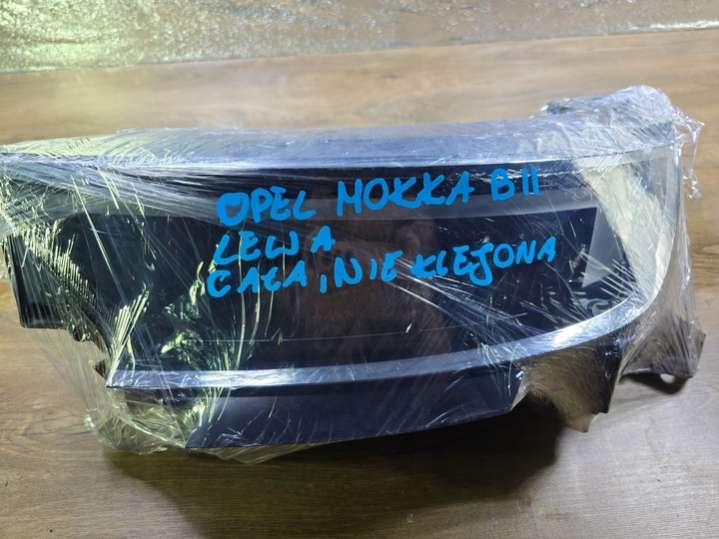 OPEL MOKKA B II
LEWA
CAŁA, NIE KLEJONA